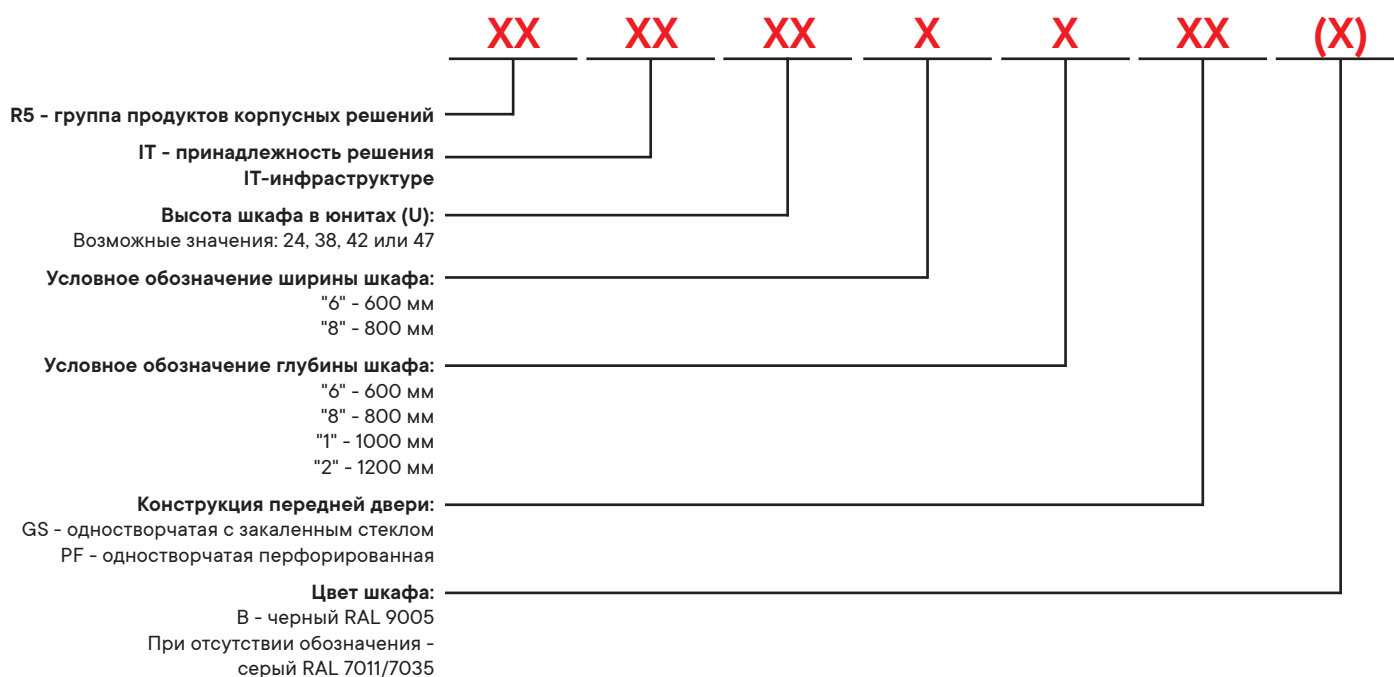 XX XX XX X X XX (X)
R5 - группа продуктов корпусных решений
IT - принадлежность решения
IT-инфраструктуре
Высота шкафа в юнитах (U):
Возможные значения: 24, 38, 42 или 47
Условное обозначение ширины шкафа:
"6" - 600 мм
"8" - 800 мм
Условное обозначение глубины шкафа:
"6" - 600 мм
"8" - 800 мм
"1" - 1000 мм
"2" - 1200 мм
Конструкция передней двери:
GS - одностворчатая с закаленным стеклом
PF - одностворчатая перфорированная
Цвет шкафа:
B - черный RAL 9005
При отсутствии обозначения -
серый RAL 7011/7035